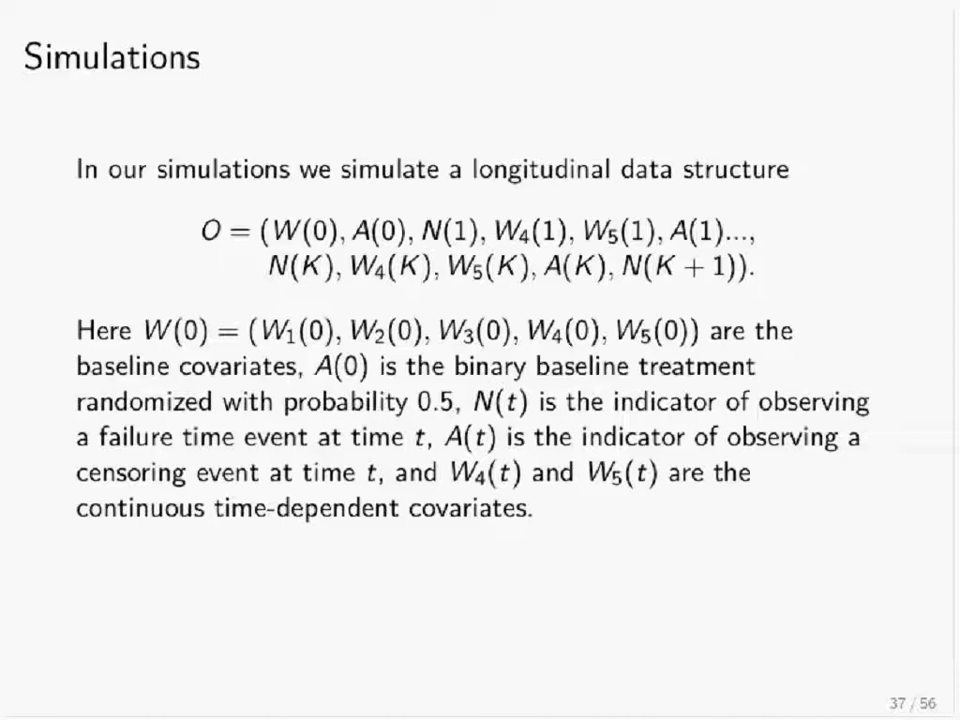 Simulations
In our simulations we simulate a longitudinal data structure
O = (W(0), A(0), N(1), W₄(1), W₅(1), A(1)...,
N(K), W₄(K), W₅(K), A(K), N(K + 1)).
Here W(0) = (W₁(0), W₂(0), W₃(0), W₄(0), W₅(0)) are the
baseline covariates, A(0) is the binary baseline treatment
randomized with probability 0.5, N(t) is the indicator of observing
a failure time event at time t, A(t) is the indicator of observing a
censoring event at time t, and W₄(t) and W₅(t) are the
continuous time-dependent covariates.
37 / 56